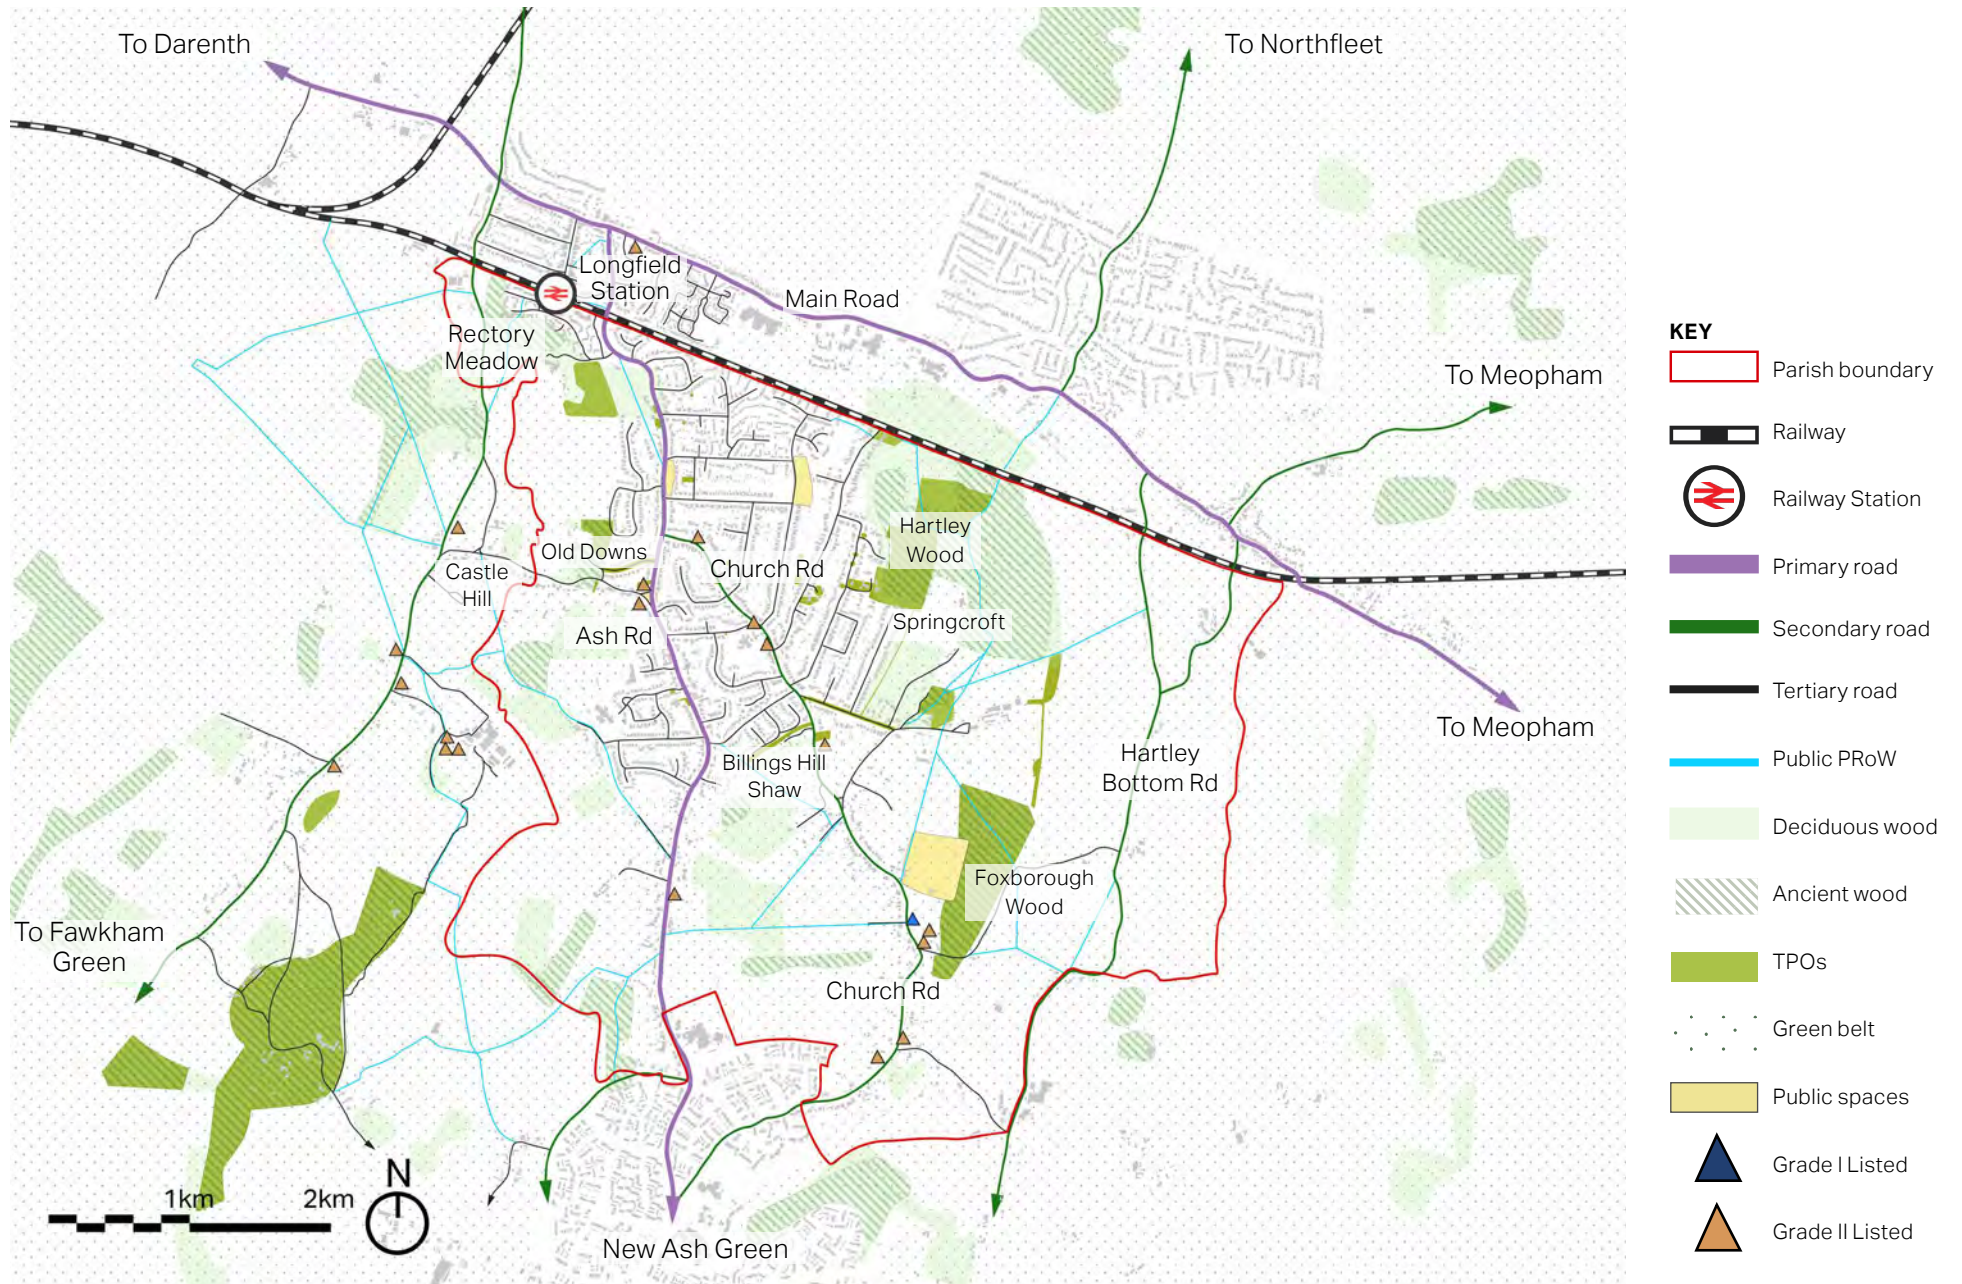 To Darenth
To Northfleet
Longfield
Station
Main Road
Rectory
Meadow
To Meopham
Hartley
Wood
Old Downs
Church Rd
Castle
Hill
Ash Rd
Springcroft
To Meopham
Billings Hill
Shaw
Hartley
Bottom Rd
Foxborough
Wood
To Fawkham
Green
Church Rd
N
1km
2km
New Ash Green
KEY
Parish boundary
Railway
Railway Station
Primary road
Secondary road
Tertiary road
Public PRoW
Deciduous wood
Ancient wood
TPOs
Green belt
Public spaces
Grade I Listed
Grade II Listed